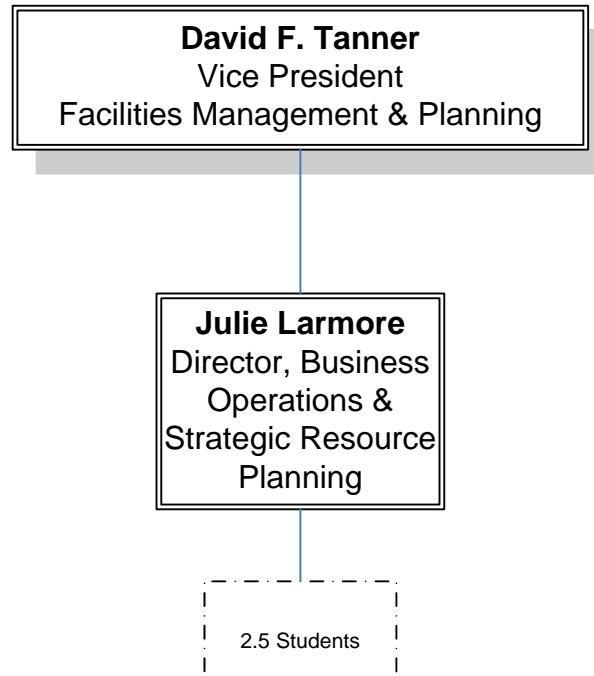 David F. Tanner
Vice President
Facilities Management & Planning
Julie Larmore
Director, Business
Operations &
Strategic Resource
Planning
2.5 Students